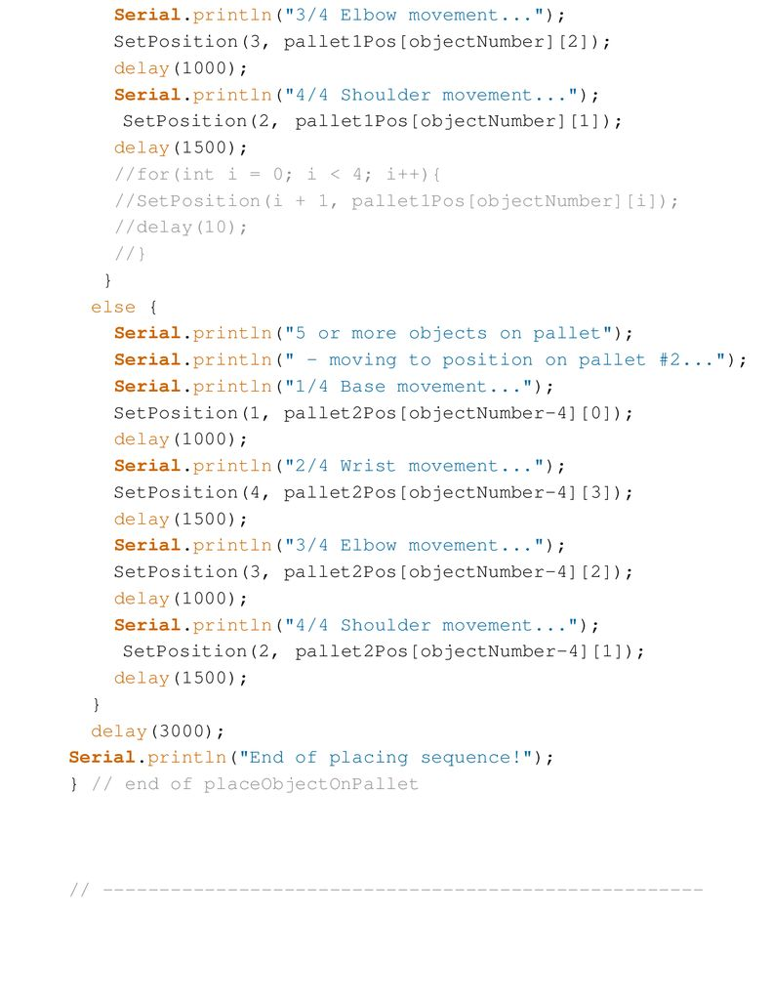 Serial.println("3/4 Elbow movement...");
SetPosition(3, pallet1Pos[objectNumber][2]);
delay(1000);
Serial.println("4/4 Shoulder movement...");
SetPosition(2, pallet1Pos[objectNumber][1]);
delay(1500);
//for(int i = 0; i < 4; i++){
//SetPosition(i + 1, pallet1Pos[objectNumber][i]);
//delay(10);
//}
}
else {
Serial.println("5 or more objects on pallet");
Serial.println(" - moving to position on pallet #2...");
Serial.println("1/4 Base movement...");
SetPosition(1, pallet2Pos[objectNumber-4][0]);
delay(1000);
Serial.println("2/4 Wrist movement...");
SetPosition(4, pallet2Pos[objectNumber-4][3]);
delay(1500);
Serial.println("3/4 Elbow movement...");
SetPosition(3, pallet2Pos[objectNumber-4][2]);
delay(1000);
Serial.println("4/4 Shoulder movement...");
SetPosition(2, pallet2Pos[objectNumber-4][1]);
delay(1500);
}
delay(3000);
Serial.println("End of placing sequence!");
} // end of placeObjectOnPallet
// -----------------------------------------------------